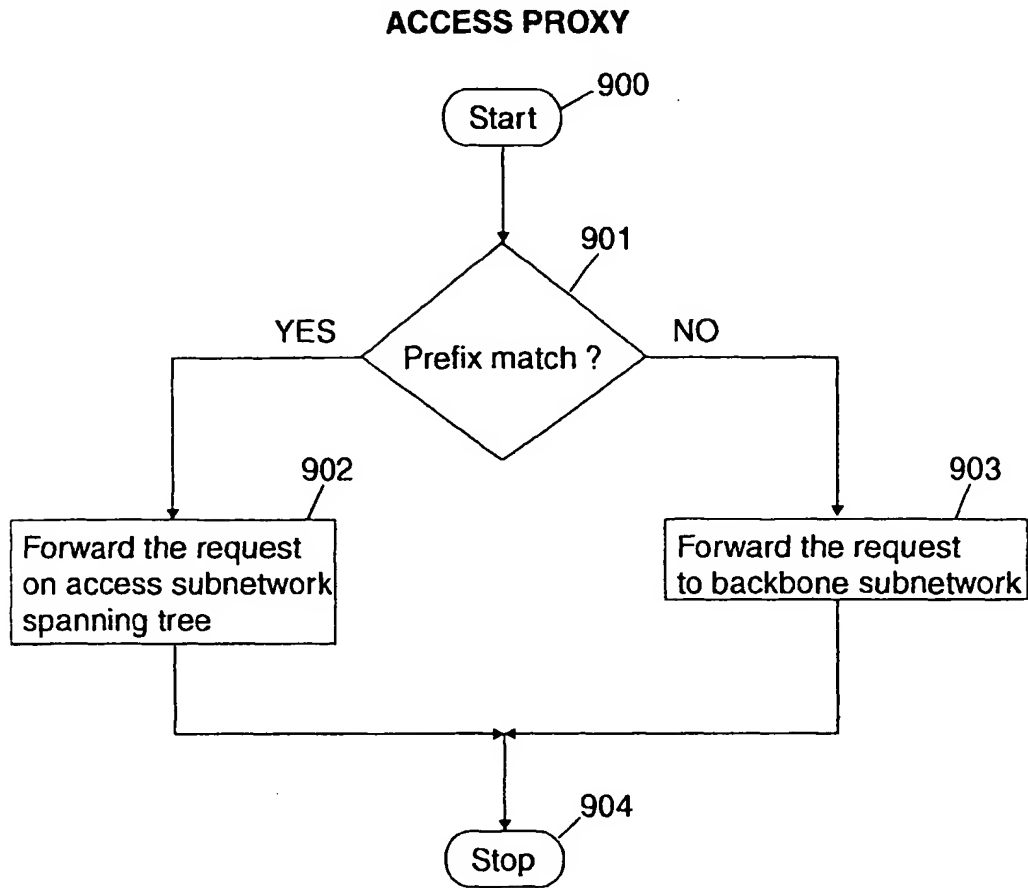 ACCESS PROXY
900
Start
901
YES
NO
Prefix match ?
902
903
Forward the request
on access subnetwork
spanning tree
Forward the request
to backbone subnetwork
904
Stop